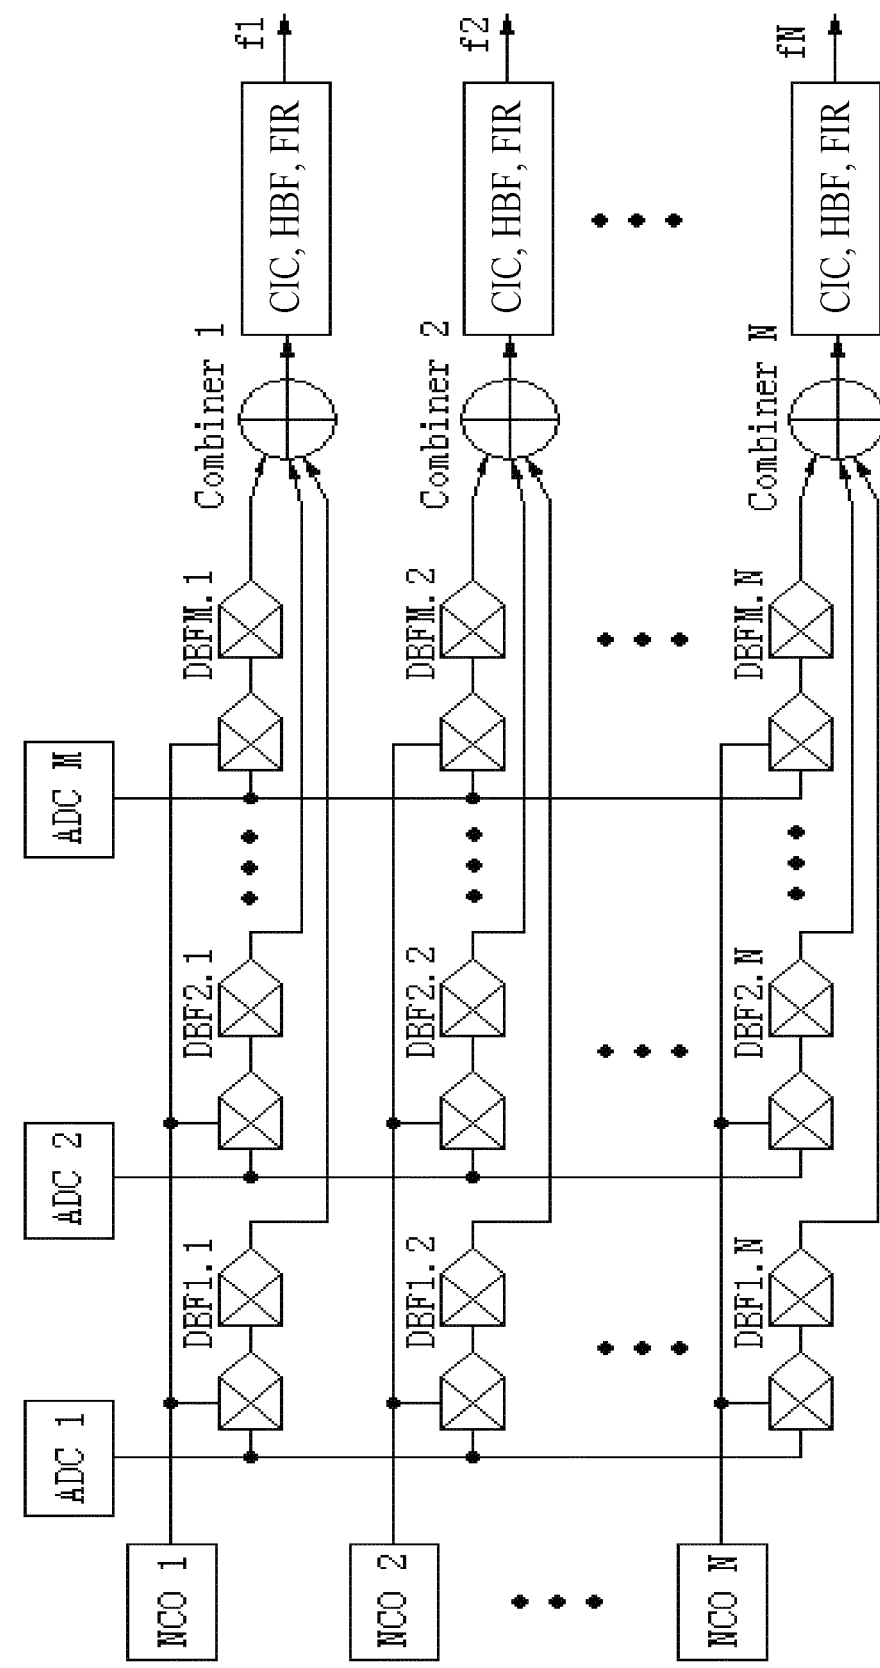 ADC 1
ADC 2
ADC M
NCO 1
DBF1.1
DBF2.1
DBFM.1
Combiner 1
CIC, HBF, FIR
f1
NCO 2
DBF1.2
DBF2.2
DBFM.2
Combiner 2
CIC, HBF, FIR
f2
NCO N
DBF1.N
DBF2.N
DBFM.N
Combiner N
CIC, HBF, FIR
fN